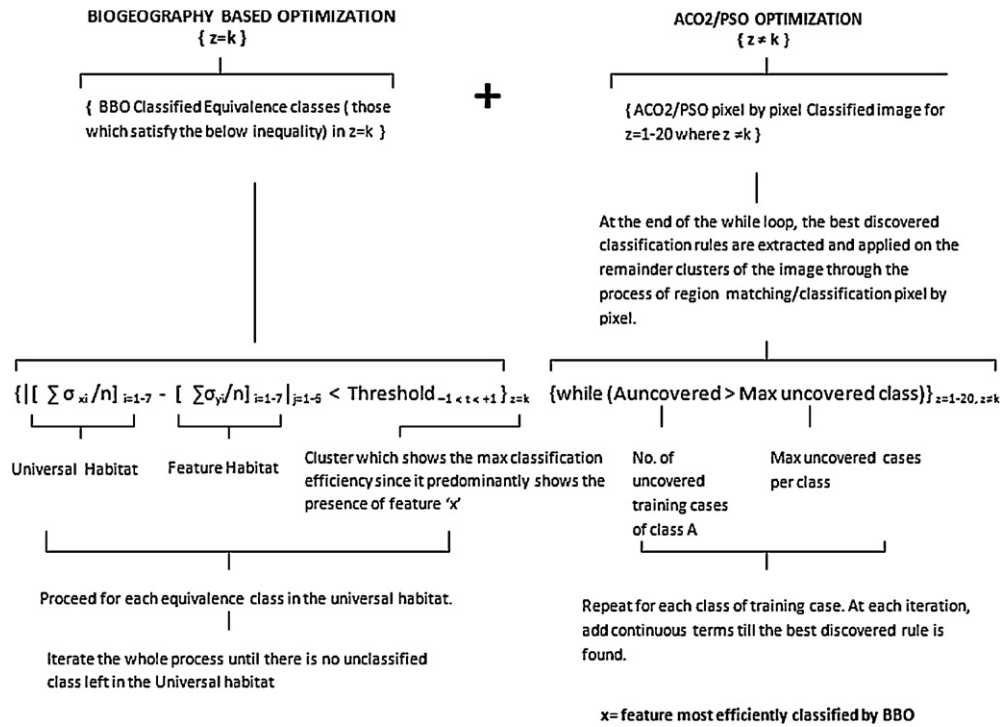 BIOGEOGRAPHY BASED OPTIMIZATION
{ z=k }
{ BBO Classified Equivalence classes ( those
which satisfy the below inequality) in z=k }
+
ACO2/PSO OPTIMIZATION
{ z ≠ k }
{ACO2/PSO pixel by pixel Classified image for
z=1-20 where z ≠k }
At the end of the while loop, the best discovered
classification rules are extracted and applied on the
remainder clusters of the image through the
process of region matching/classification pixel by
pixel.
{|[ ∑ σ xi /n] i=1-7 - [ ∑σyi/n] i=1-7|j=1-5 < Threshold −1 < t < +1 } z=k
Universal Habitat
Feature Habitat
Cluster which shows the max classification
efficiency since it predominantly shows the
presence of feature ‘x’
Proceed for each equivalence class in the universal habitat.
Iterate the whole process until there is no unclassified
class left in the Universal habitat
{while (Auncovered > Max uncovered class)} z=1-20, z≠k
No. of
uncovered
training cases
of class A
Max uncovered cases
per class
Repeat for each class of training case. At each iteration,
add continuous terms till the best discovered rule is
found.
x= feature most efficiently classified by BBO